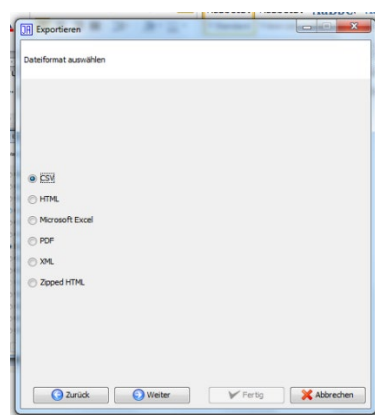 Exportieren
Dateiformat auswählen
CSV
HTML
Microsoft Excel
PDF
XML
Zipped HTML
Zurück
Weiter
Fertig
Abbrechen